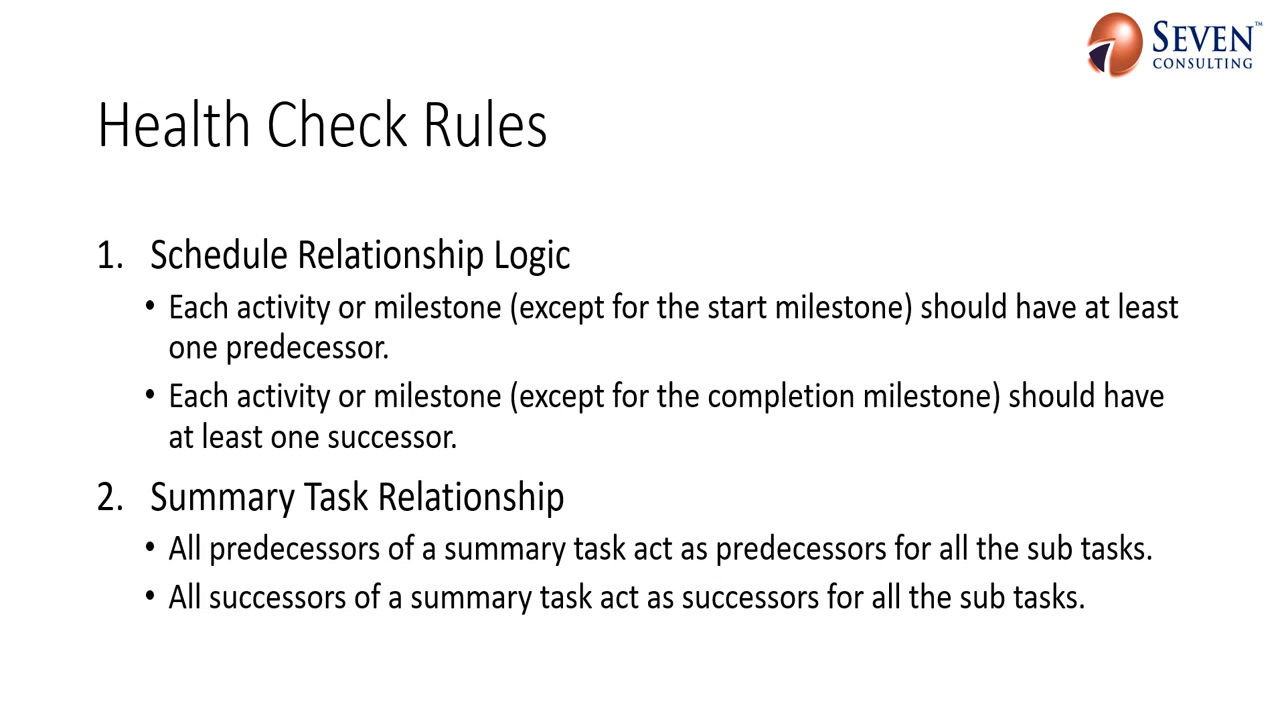 SEVEN™
CONSULTING
Health Check Rules
1. Schedule Relationship Logic
• Each activity or milestone (except for the start milestone) should have at least
one predecessor.
• Each activity or milestone (except for the completion milestone) should have
at least one successor.
2. Summary Task Relationship
• All predecessors of a summary task act as predecessors for all the sub tasks.
• All successors of a summary task act as successors for all the sub tasks.